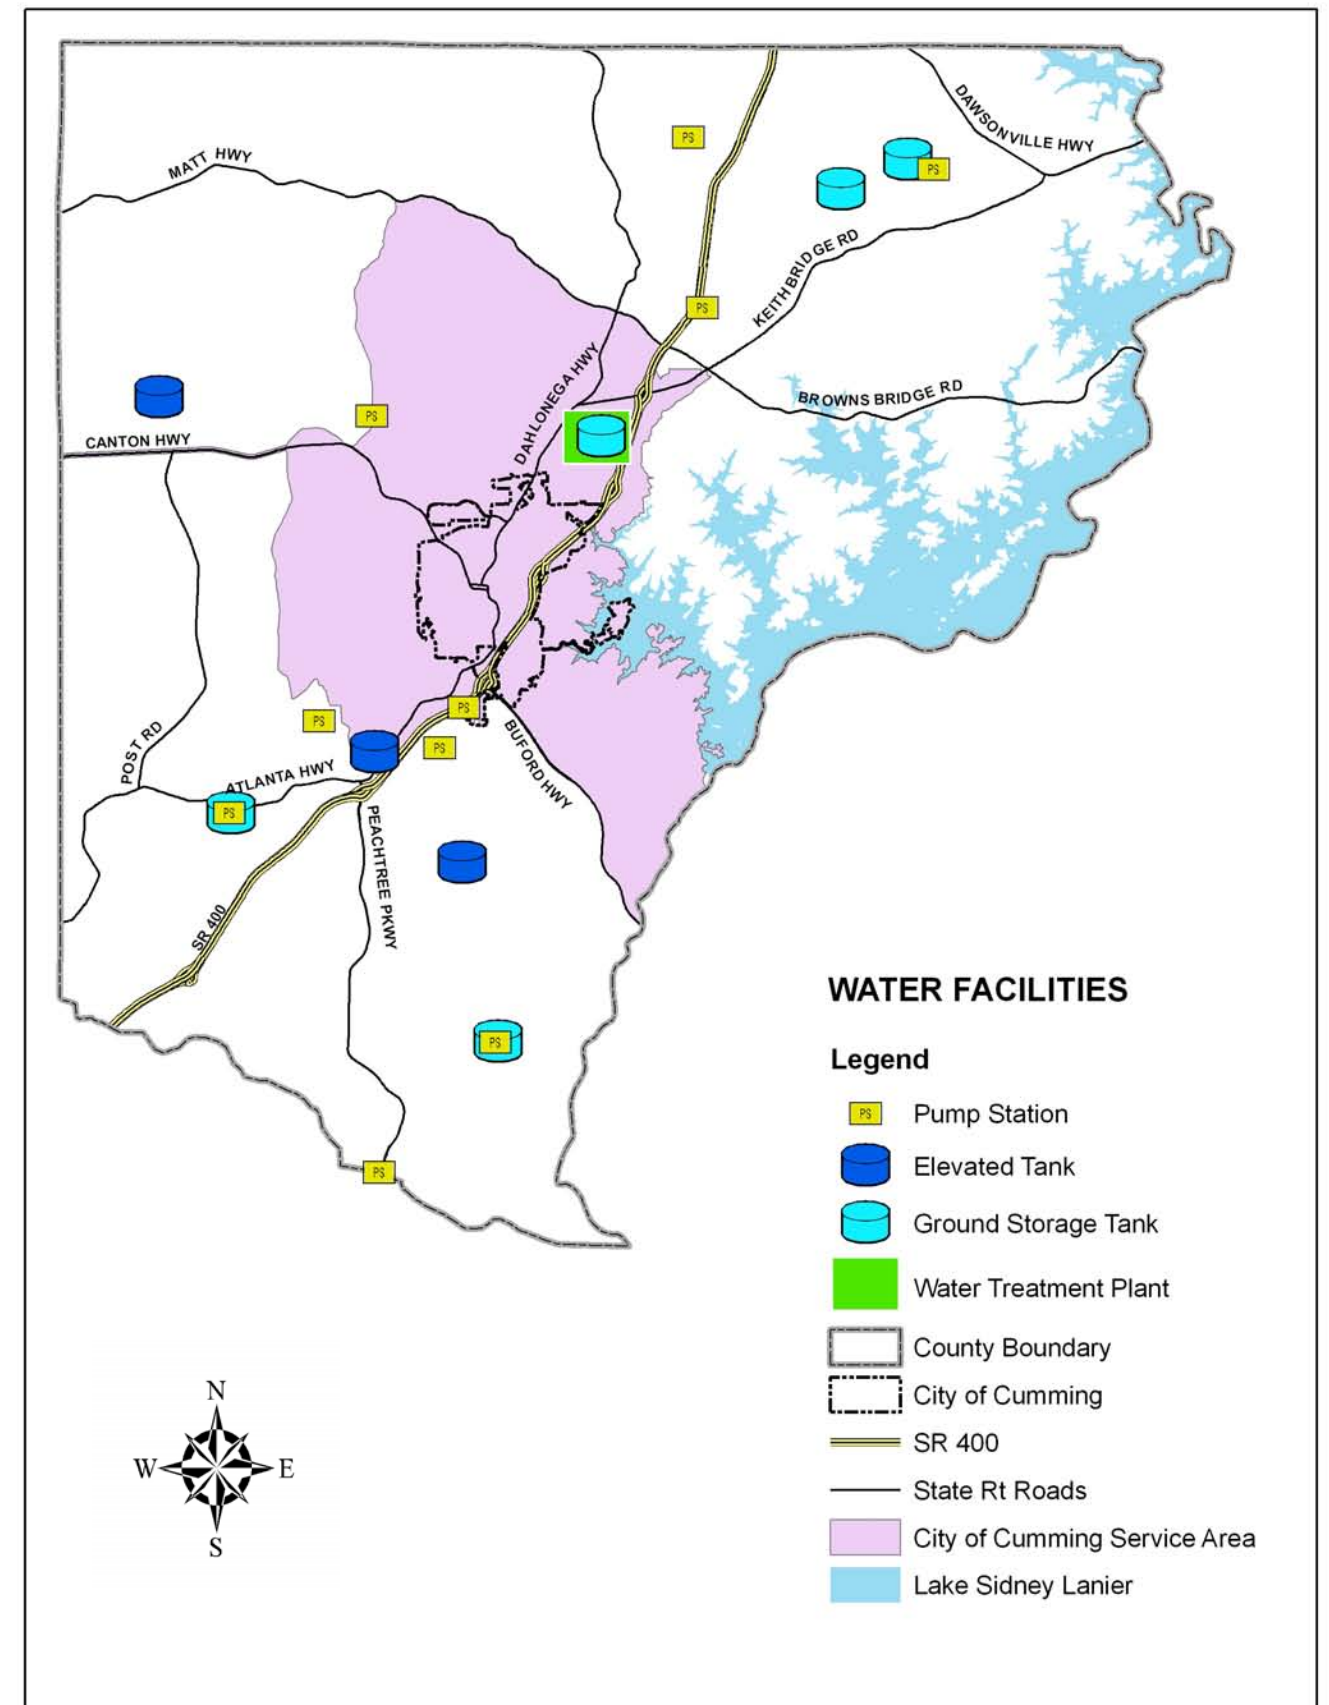 PS
DAWSONVILLE HWY
MATT HWY
PS
KEITH BRIDGE RD
PS
DAHLONEGA HWY
BROWNS BRIDGE RD
PS
CANTON HWY
PS
PS
PS
BUFORD HWY
POST RD
ATLANTA HWY
PS
PEACHTREE PKWY
SR 400
PS
PS
WATER FACILITIES
Legend
PS Pump Station
Elevated Tank
Ground Storage Tank
Water Treatment Plant
County Boundary
City of Cumming
SR 400
State Rt Roads
City of Cumming Service Area
Lake Sidney Lanier
N
W E
S